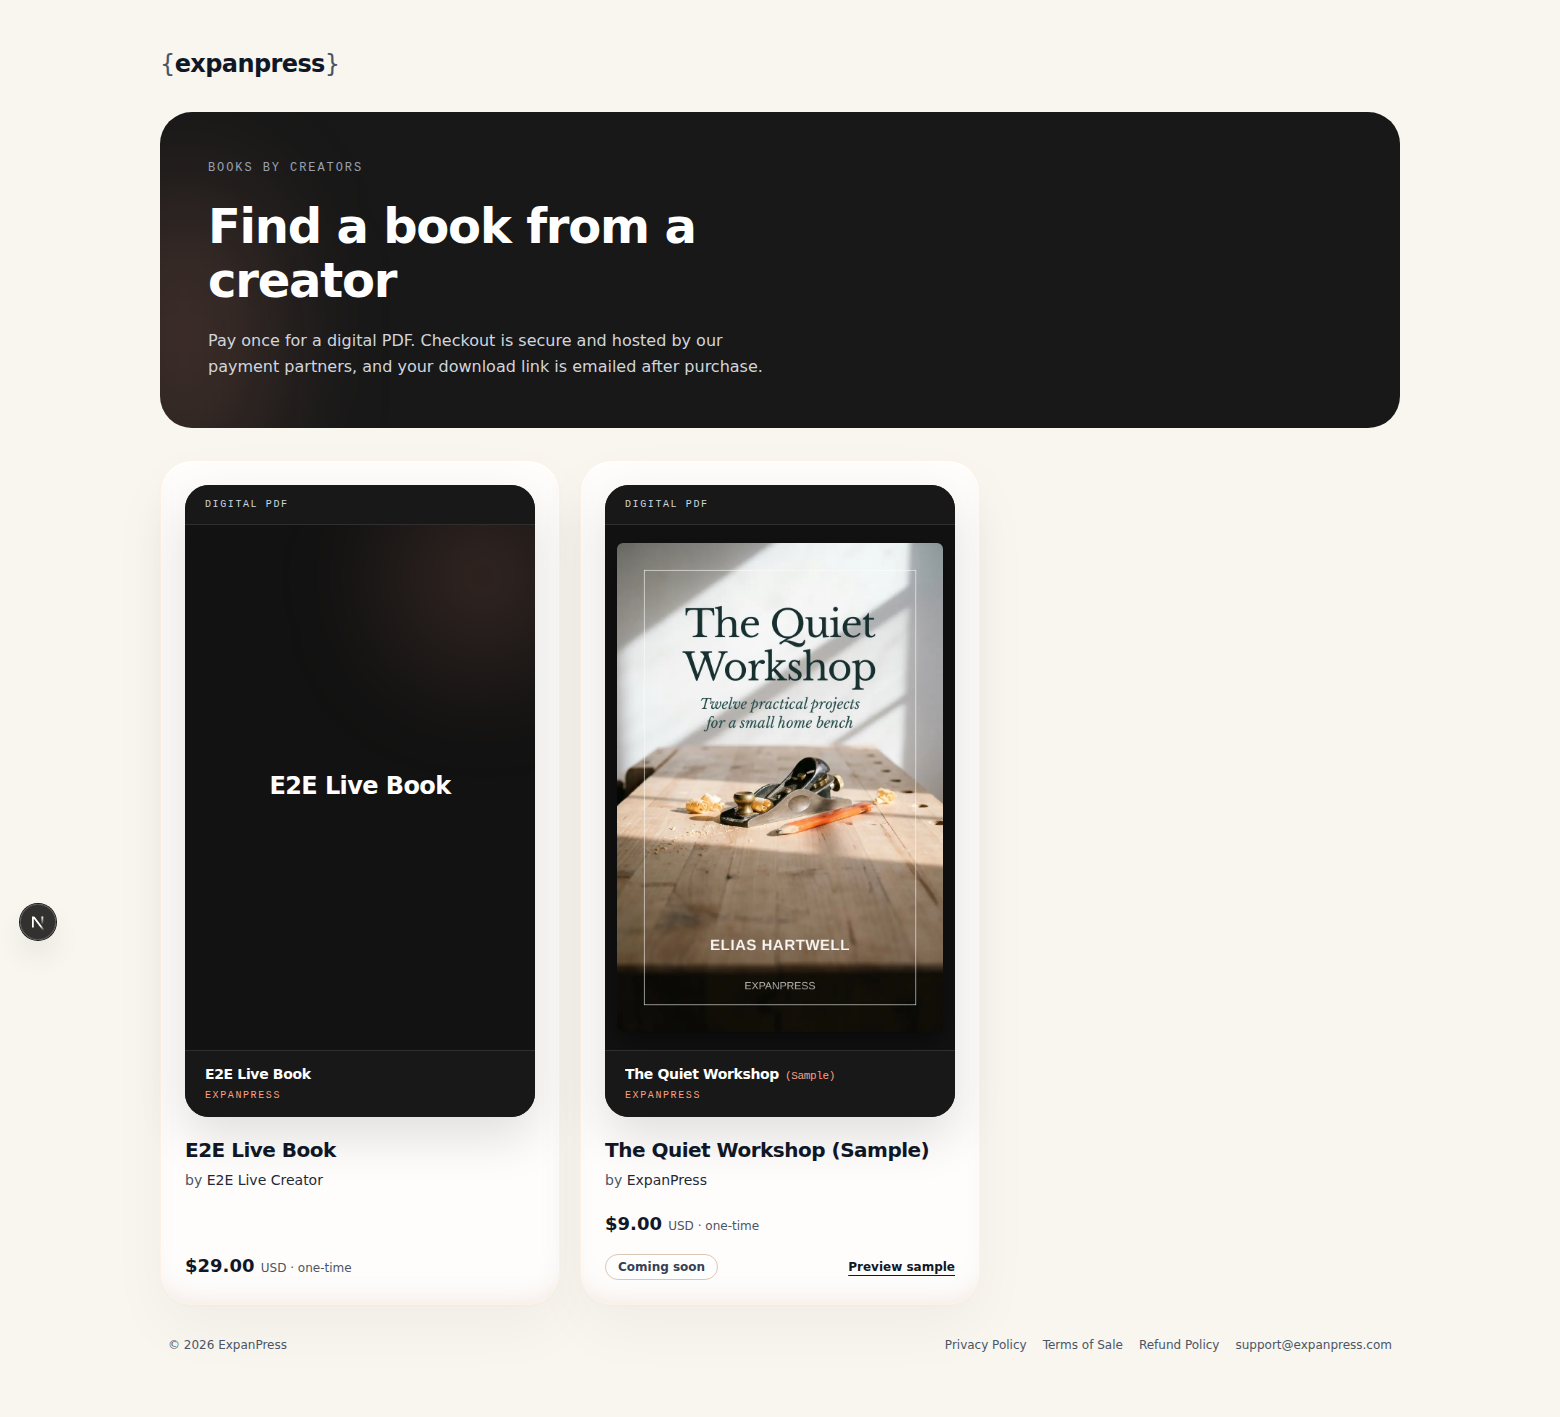 {expanpress}
BOOKS BY CREATORS
Find a book from a
creator
Pay once for a digital PDF. Checkout is secure and hosted by our
payment partners, and your download link is emailed after purchase.
DIGITAL PDF
E2E Live Book
E2E Live Book
EXPANPRESS
E2E Live Book
by E2E Live Creator
$29.00 USD · one-time
DIGITAL PDF
The Quiet
Workshop
Twelve practical projects
for a small home bench
ELIAS HARTWELL
EXPANPRESS
The Quiet Workshop (Sample)
EXPANPRESS
The Quiet Workshop (Sample)
by ExpanPress
$9.00 USD · one-time
Coming soon
Preview sample
N
© 2026 ExpanPress
Privacy Policy Terms of Sale Refund Policy support@expanpress.com